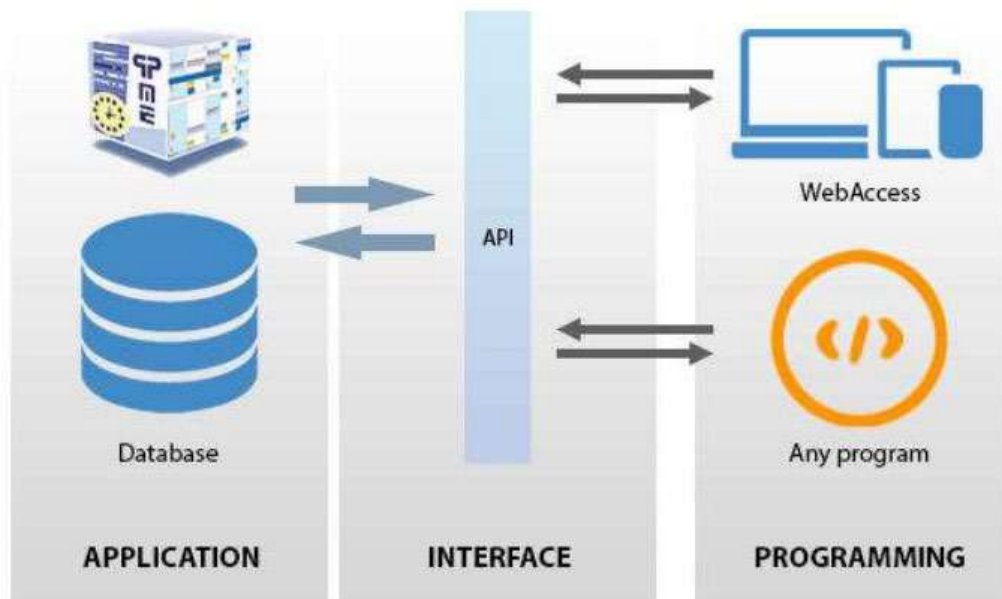 WebAccess
API
Database
Any program
APPLICATION
INTERFACE
PROGRAMMING